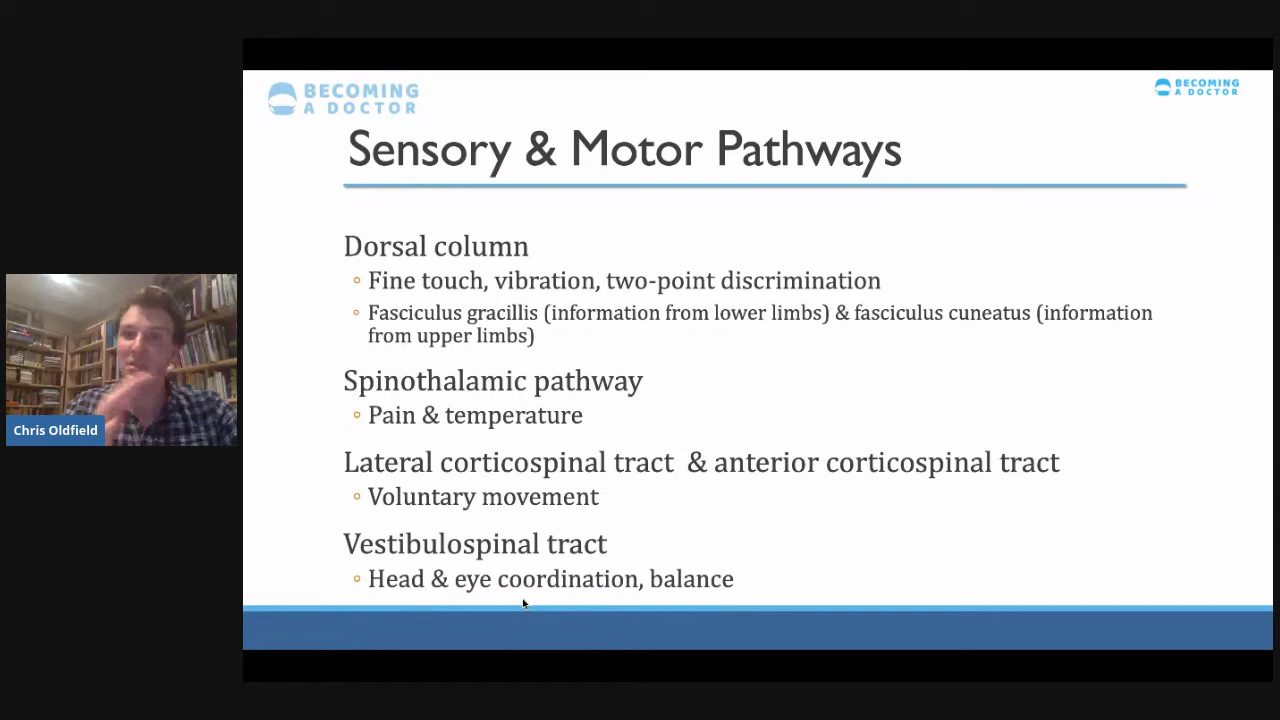 BECOMING
A DOCTOR
BECOMING
A DOCTOR
Sensory & Motor Pathways
Dorsal column
Fine touch, vibration, two-point discrimination
Fasciculus gracillis (information from lower limbs) & fasciculus cuneatus (information
from upper limbs)
Spinothalamic pathway
Pain & temperature
Lateral corticospinal tract & anterior corticospinal tract
Voluntary movement
Vestibulospinal tract
Head & eye coordination, balance
Chris Oldfield